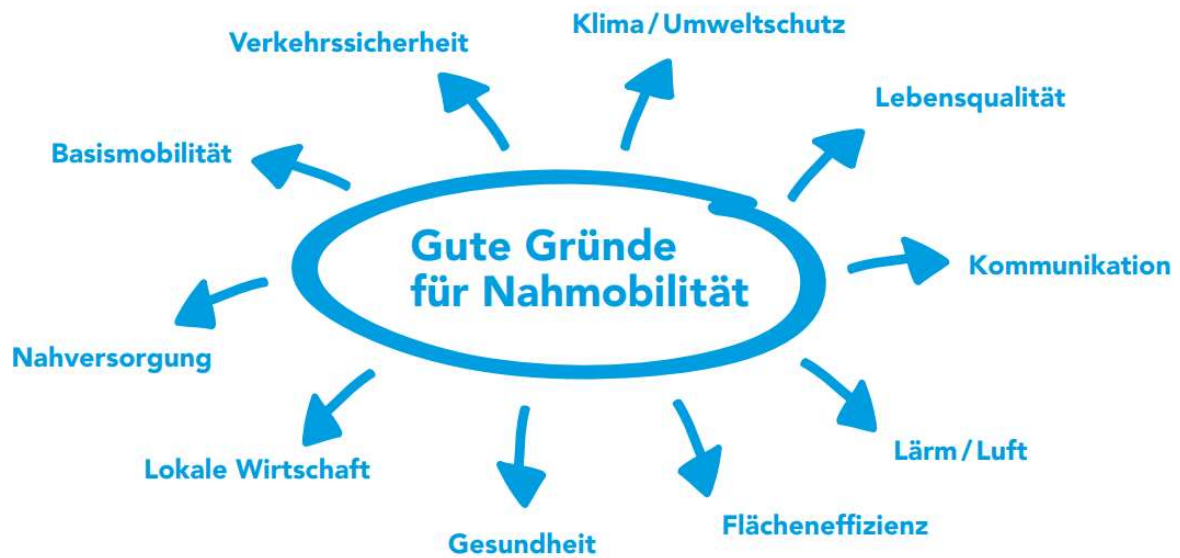 Klima / Umweltschutz
Verkehrssicherheit
Lebensqualität
Basismobilität
Gute Gründe
für Nahmobilität
Kommunikation
Nahversorgung
Lokale Wirtschaft
Lärm / Luft
Flächeneffizienz
Gesundheit